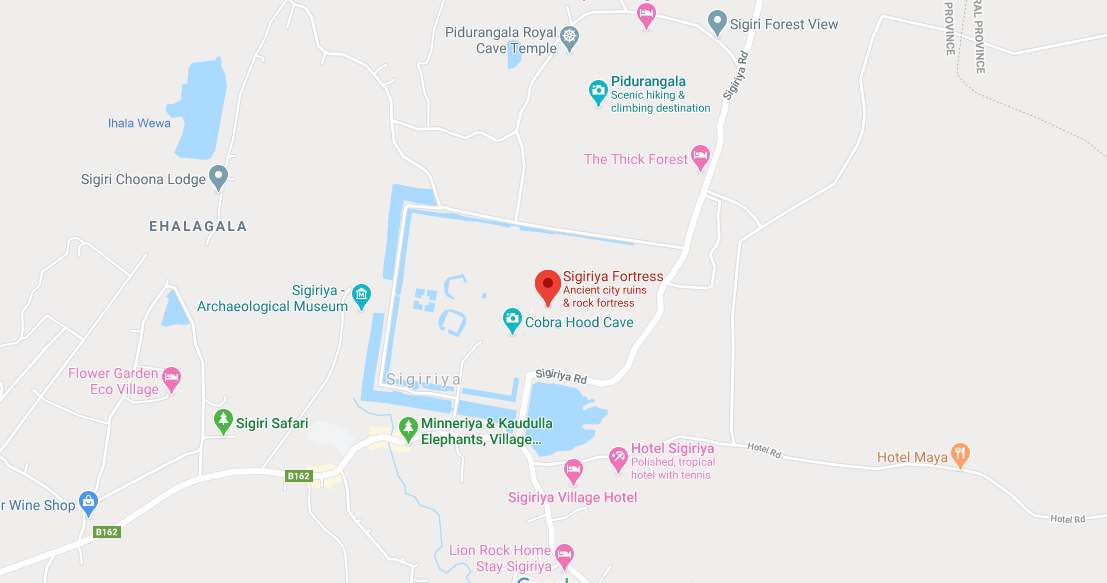 PROVINCE
RAL PROVINCE
Pidurangala Royal
Cave Temple
Sigiri Forest View
Sigiriya Rd
Pidurangala
Scenic hiking &
climbing destination
Ihala Wewa
The Thick Forest
Sigiri Choona Lodge
EHALAGALA
Sigiriya Fortress
Ancient city ruins
& rock fortress
Sigiriya -
Archaeological Museum
Cobra Hood Cave
Flower Garden
Eco Village
Sigiriya
Sigiriya Rd
Sigiri Safari
Minneriya & Kaudulla
Elephants, Village...
Hotel Sigiriya
Polished, tropical
hotel with tennis
Hotel Rd
Hotel Maya
B162
Sigiriya Village Hotel
r Wine Shop
B162
Hotel Rd
Lion Rock Home
Stay Sigiriya